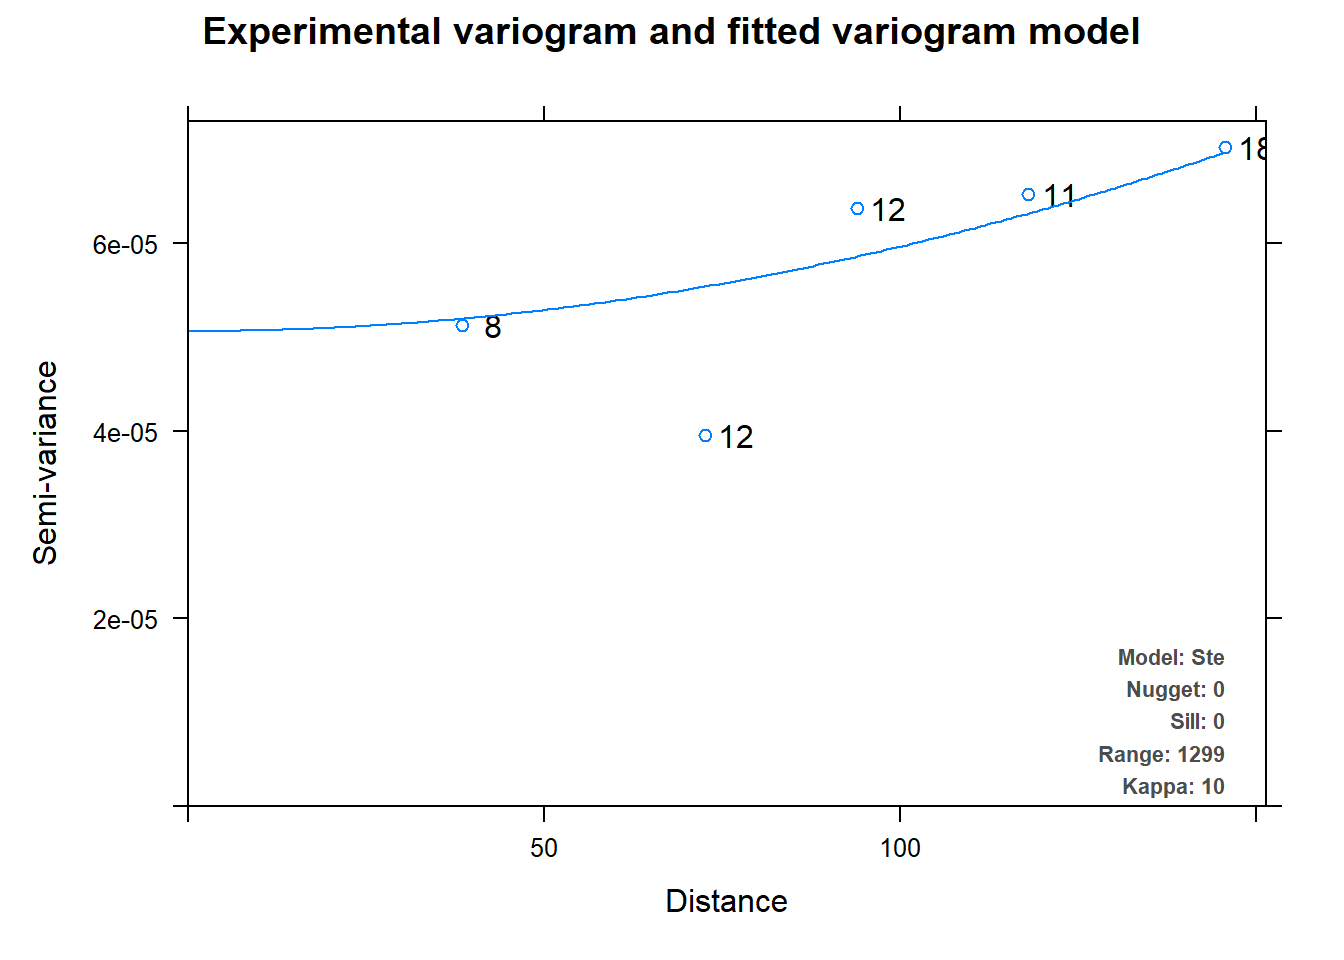 Experimental variogram and fitted variogram model
18
11
12
6e-05
8
12
4e-05
Semi-variance
2e-05
Model: Ste
Nugget: 0
Sill: 0
Range: 1299
Kappa: 10
50 100
Distance